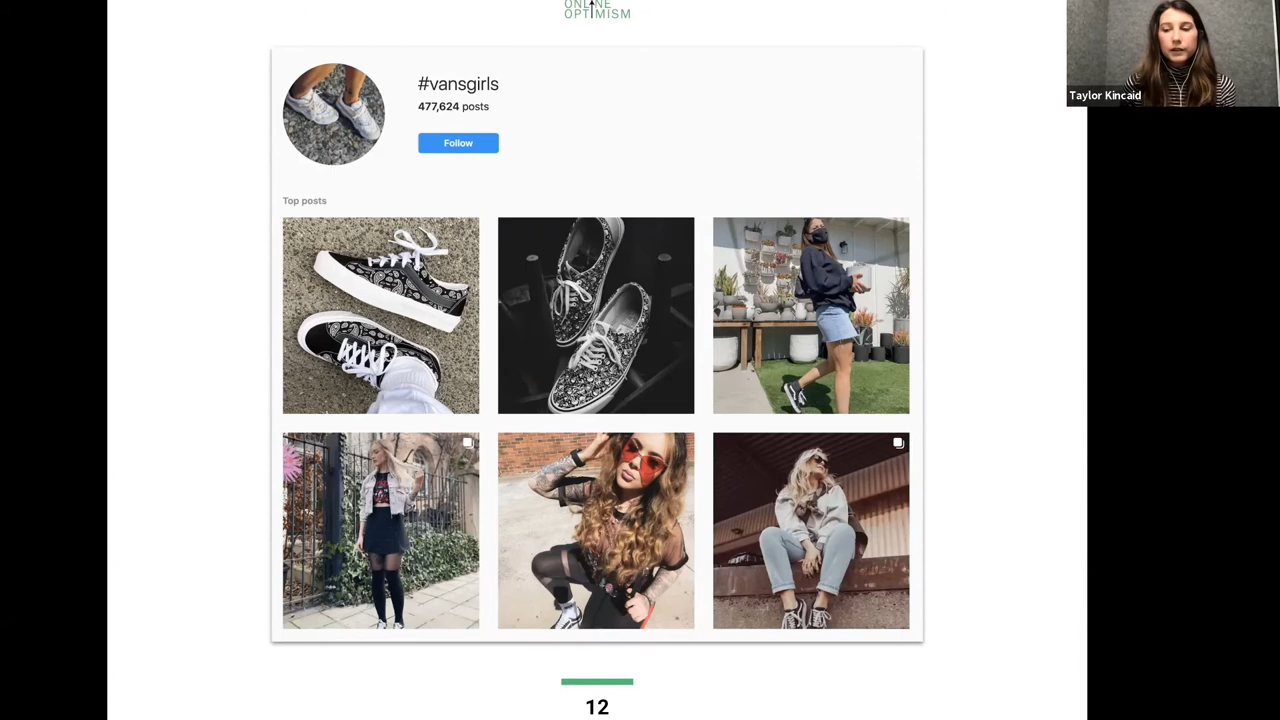 ONLINE
OPTIMISM
Taylor Kincaid
#vansgirls
477,624 posts
Follow
Top posts
12